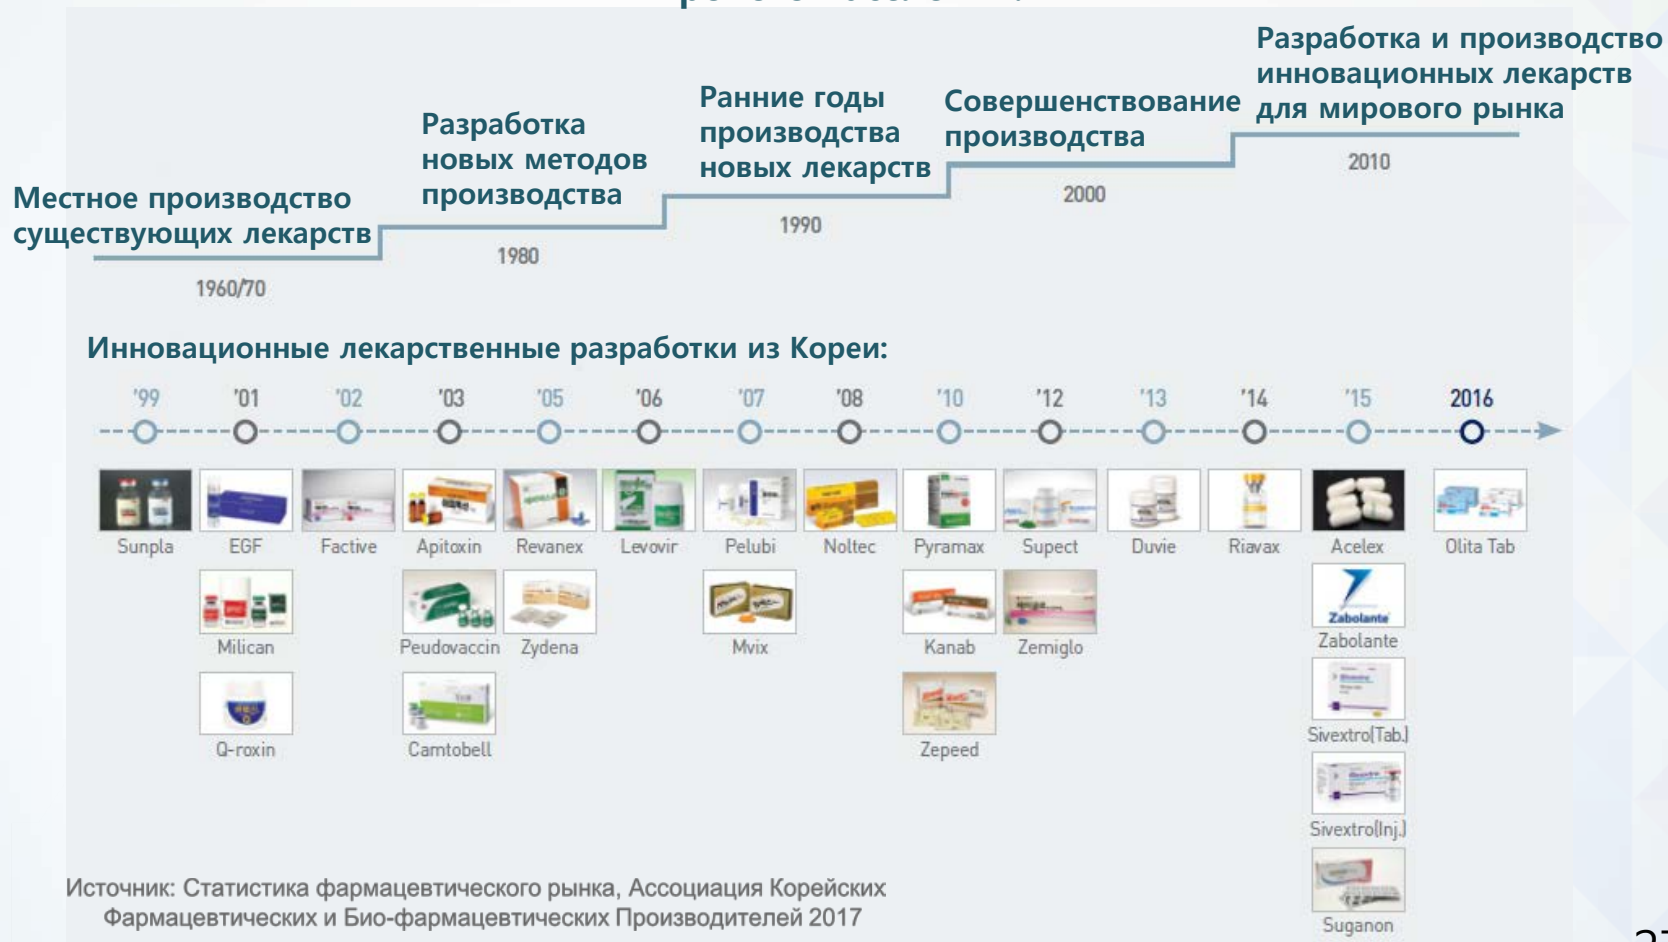 Разработка и производство
инновационных лекарств
для мирового рынка
Совершенствование
производства
Ранние годы
производства
новых лекарств
Разработка
новых методов
производства
Местное производство
существующих лекарств
1960/70
1980
1990
2000
2010
Инновационные лекарственные разработки из Кореи:
'99 '01 '02 '03 '05 '06 '07 '08 '10 '12 '13 '14 '15 2016
Sunpla EGF Factive Apitoxin Revanex Levovir Pelubi Noltec Pyramax Supect Duvie Riavax Acelex Olita Tab
Zabolante
Milican Peudovaccin Zydena Mvix Kanab Zemiglo Zabolante
Q-roxin Camtobell Zepeed Sivextro(Tab.)
Sivextro(Inj.)
Suganon
Источник: Статистика фармацевтического рынка, Ассоциация Корейских
Фармацевтических и Био-фармацевтических Производителей 2017